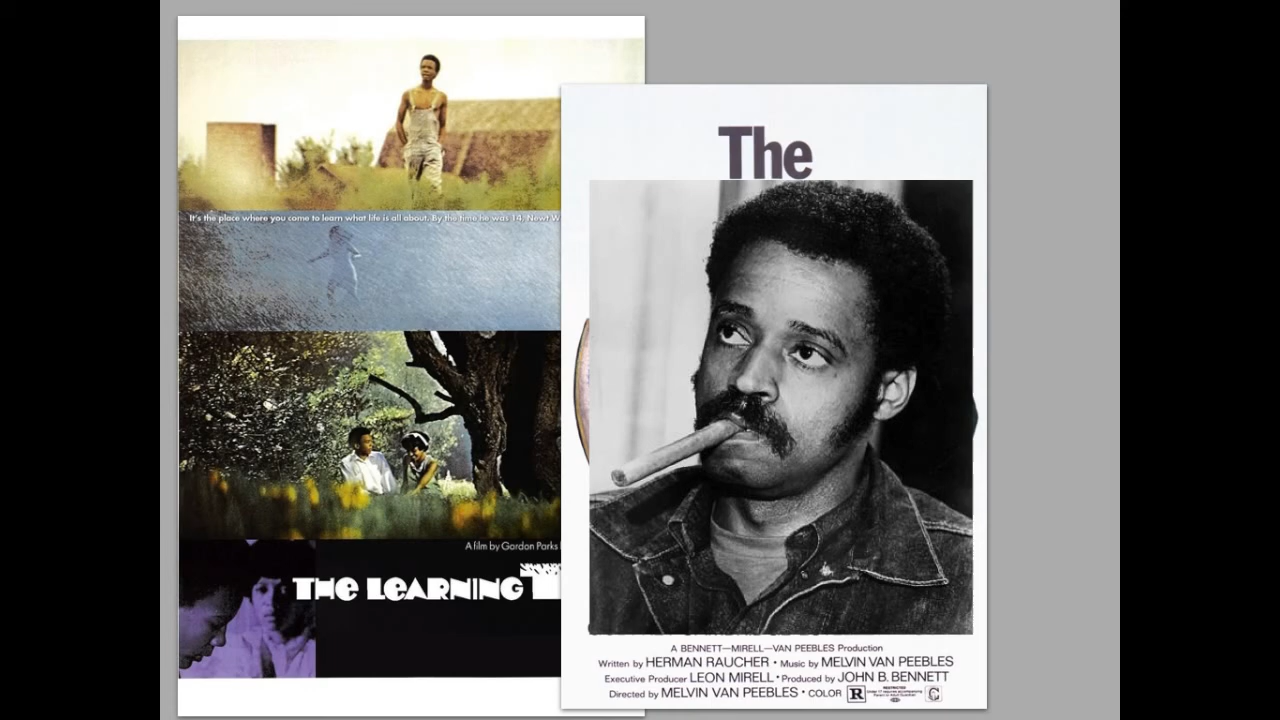 It's the place where you come to learn what life is all about. By the time he was 14, Newt W
A film by Gordon Parks
THE LEARNING T
The
A BENNETT—MIRELL—VAN PEEBLES Production
Written by HERMAN RAUCHER • Music by MELVIN VAN PEEBLES
Executive Producer LEON MIRELL • Produced by JOHN B. BENNETT
Directed by MELVIN VAN PEEBLES • COLOR R RESTRICTED